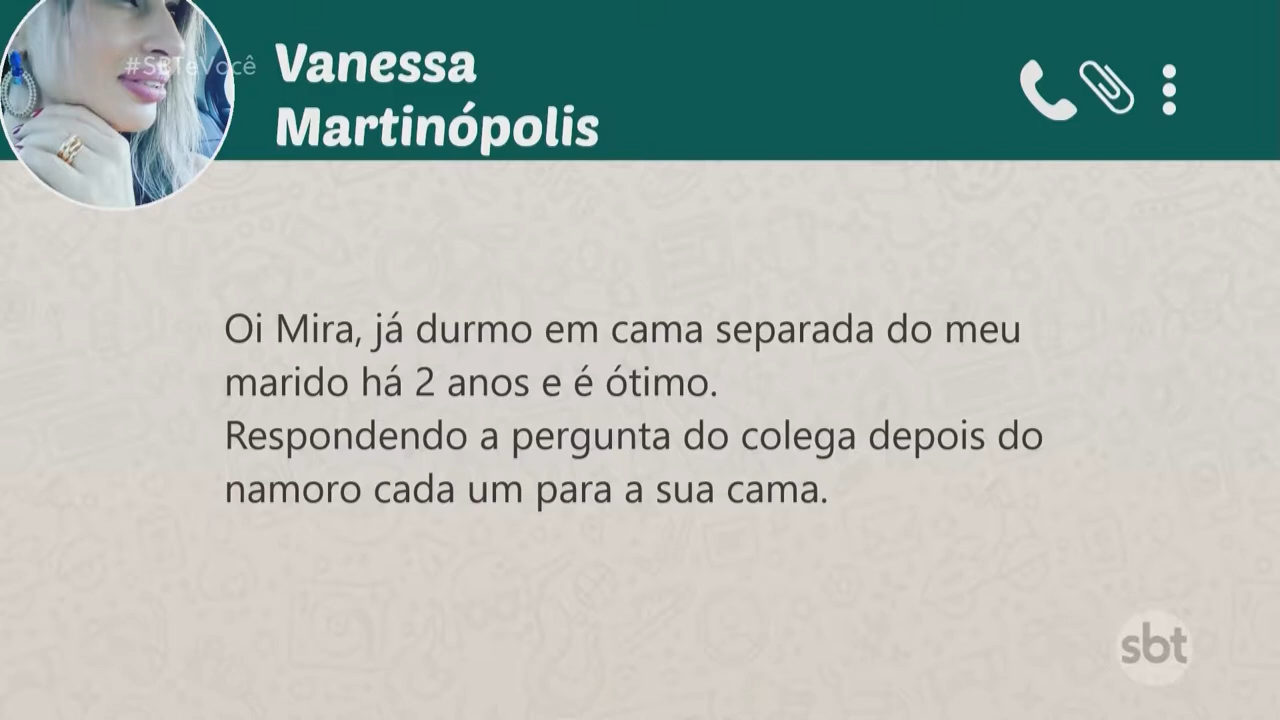 #SBTeVocê
Vanessa
Martinópolis
Oi Mira, já durmo em cama separada do meu
marido há 2 anos e é ótimo.
Respondendo a pergunta do colega depois do
namoro cada um para a sua cama.
sbt